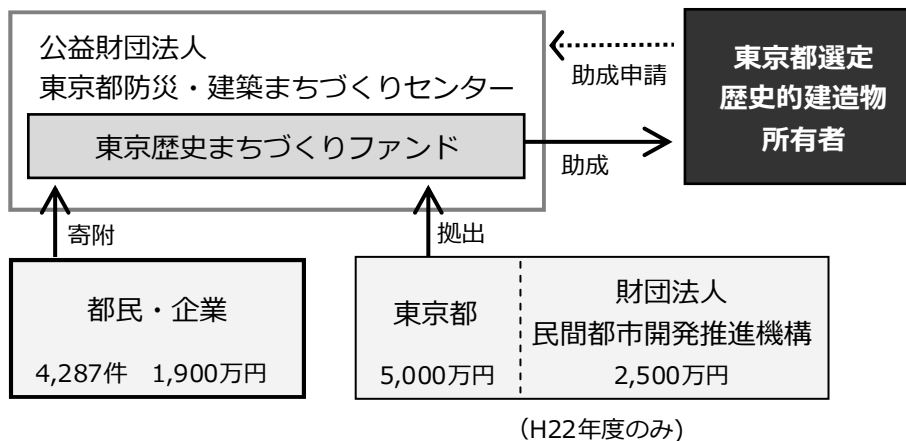 公益財団法人
東京都防災・建築まちづくりセンター
東京歴史まちづくりファンド
助成申請
助成
東京都選定
歴史的建造物
所有者
寄附
拠出
都民・企業
4,287件 1,900万円
東京都
5,000万円
財団法人
民間都市開発推進機構
2,500万円
（H22年度のみ)